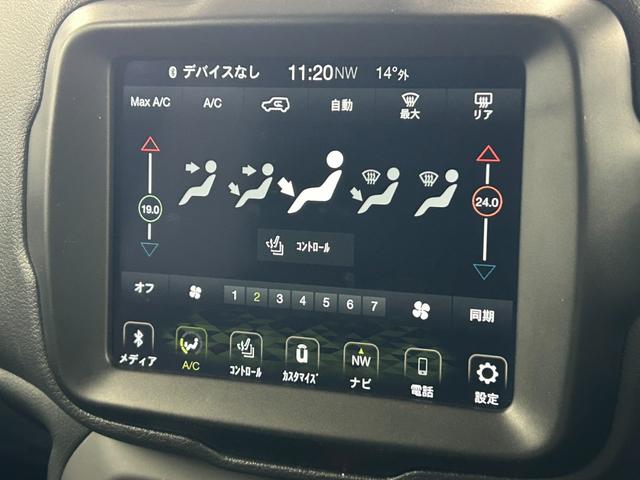 デバイスなし 11:20NW 14°外
Max A/C A/C 自動 最大 リア
19.0 24.0
コントロール
オフ 1 2 3 4 5 6 7 同期
NW
メディア A/C コントロール カスタマイズ ナビ 電話 設定